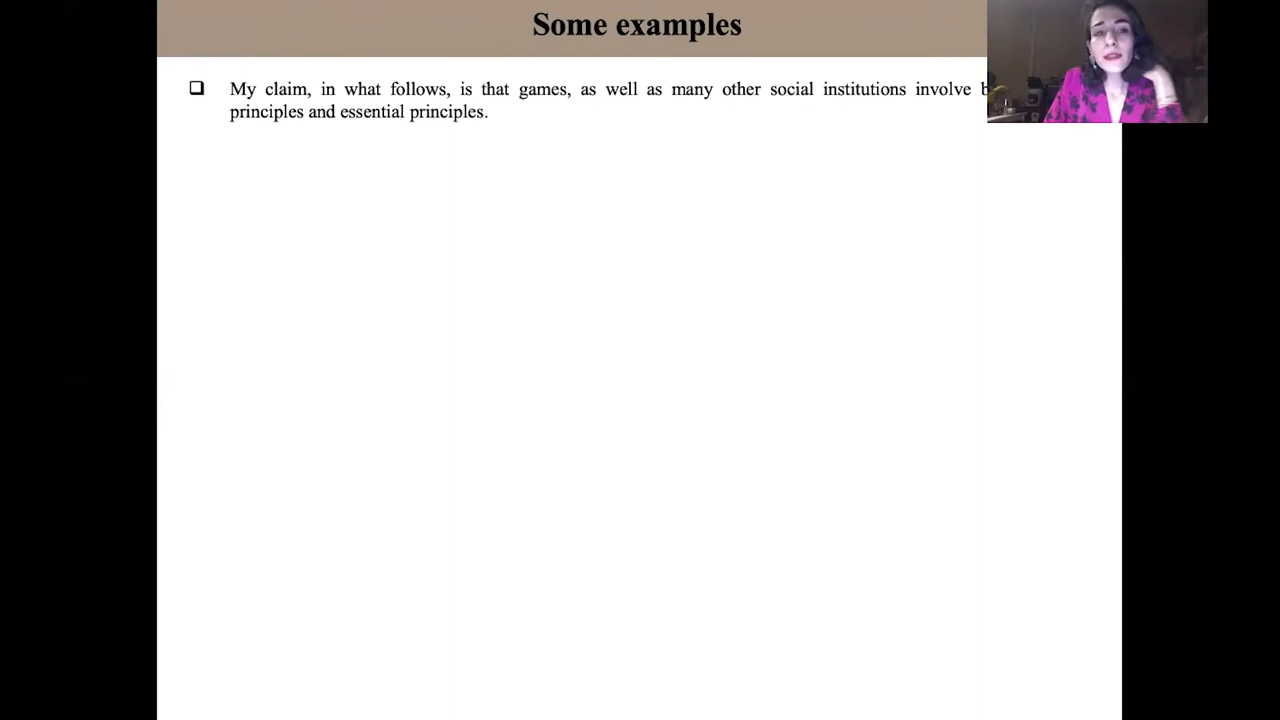 Some examples
My claim, in what follows, is that games, as well as many other social institutions involve
principles and essential principles.